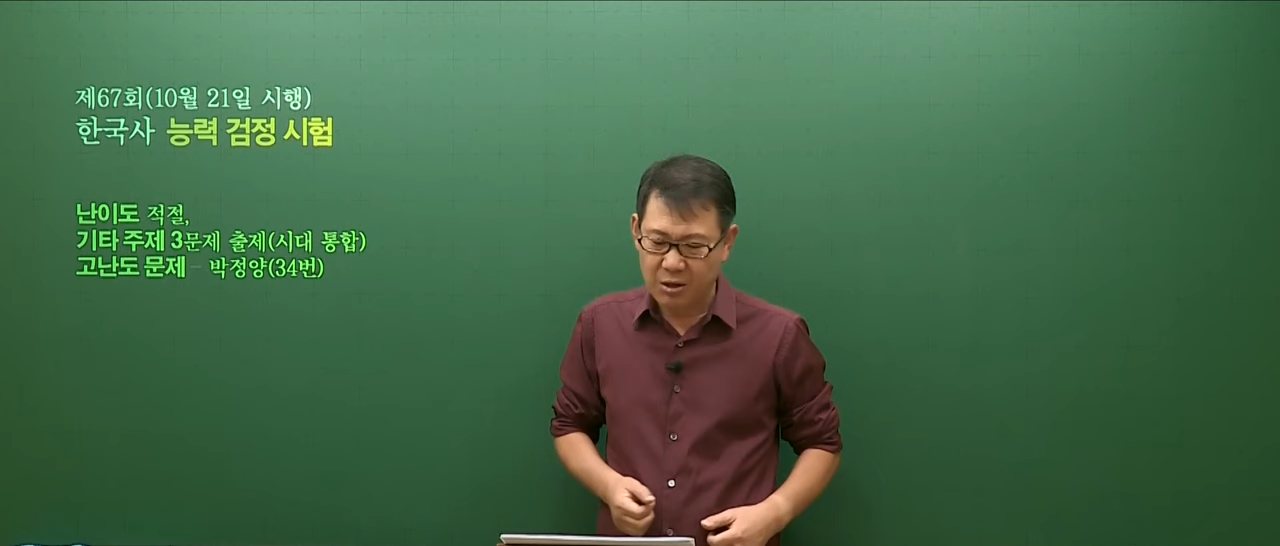 제67회(10월 21일 시행)
한국사 능력 검정 시험
난이도 적절,
기타 주제 3문제 출제(시대 통합)
고난도 문제 - 박정양(34번)